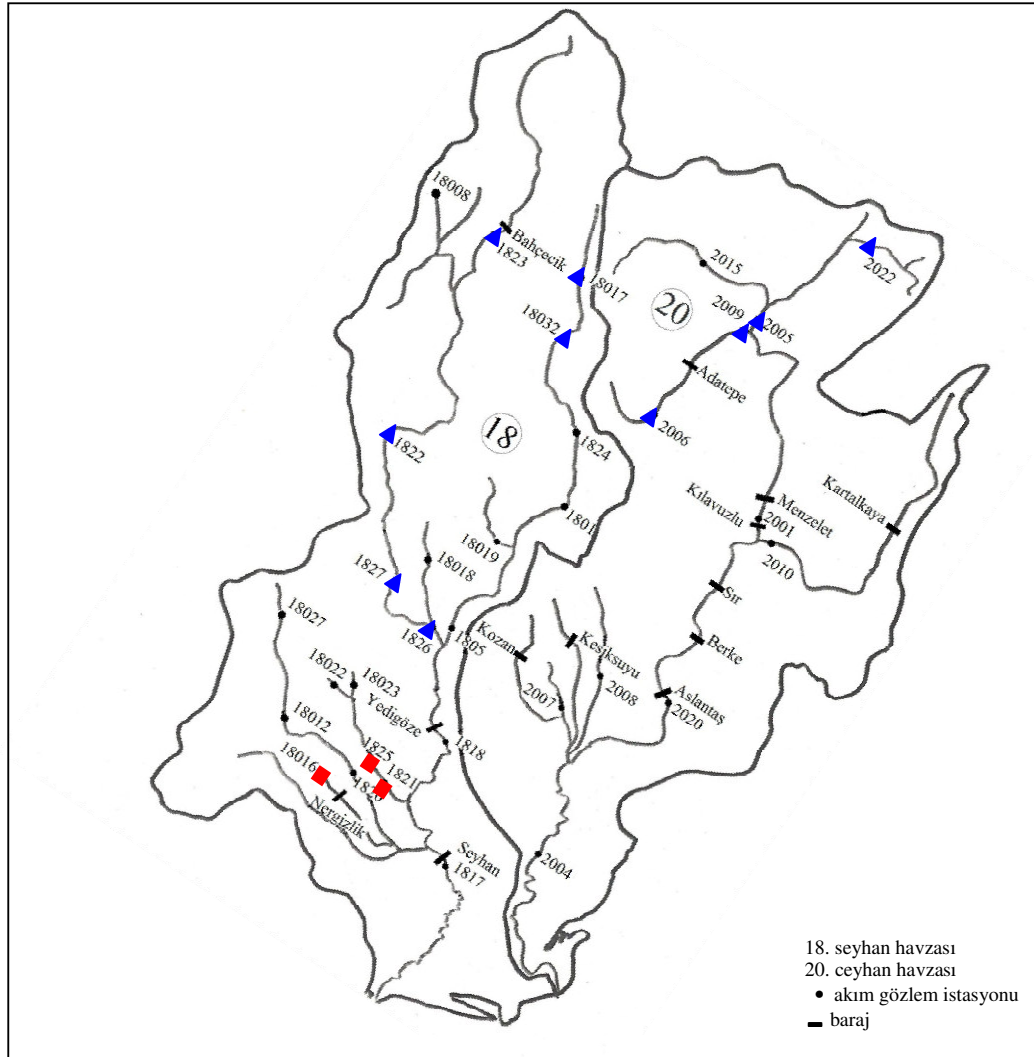 18008
Bahçecik
1823
18017
2015
2022
18032
2009
2005
20
Adatepe
1822
18
1824
2006
Kılavuzlu
Menzelet
Kartalkaya
1801
2001
18019
2010
18018
1827
Sır
18027
1826
1805
Kozan
Kesiksuyu
Berke
18022
18023
2007
2008
Aslantaş
2020
18012
Yedigöze
1818
1825
18016
1821
Nergizlik
Seyhan
1817
2004
18. seyhan havzası
20. ceyhan havzası
akım gözlem istasyonu
baraj